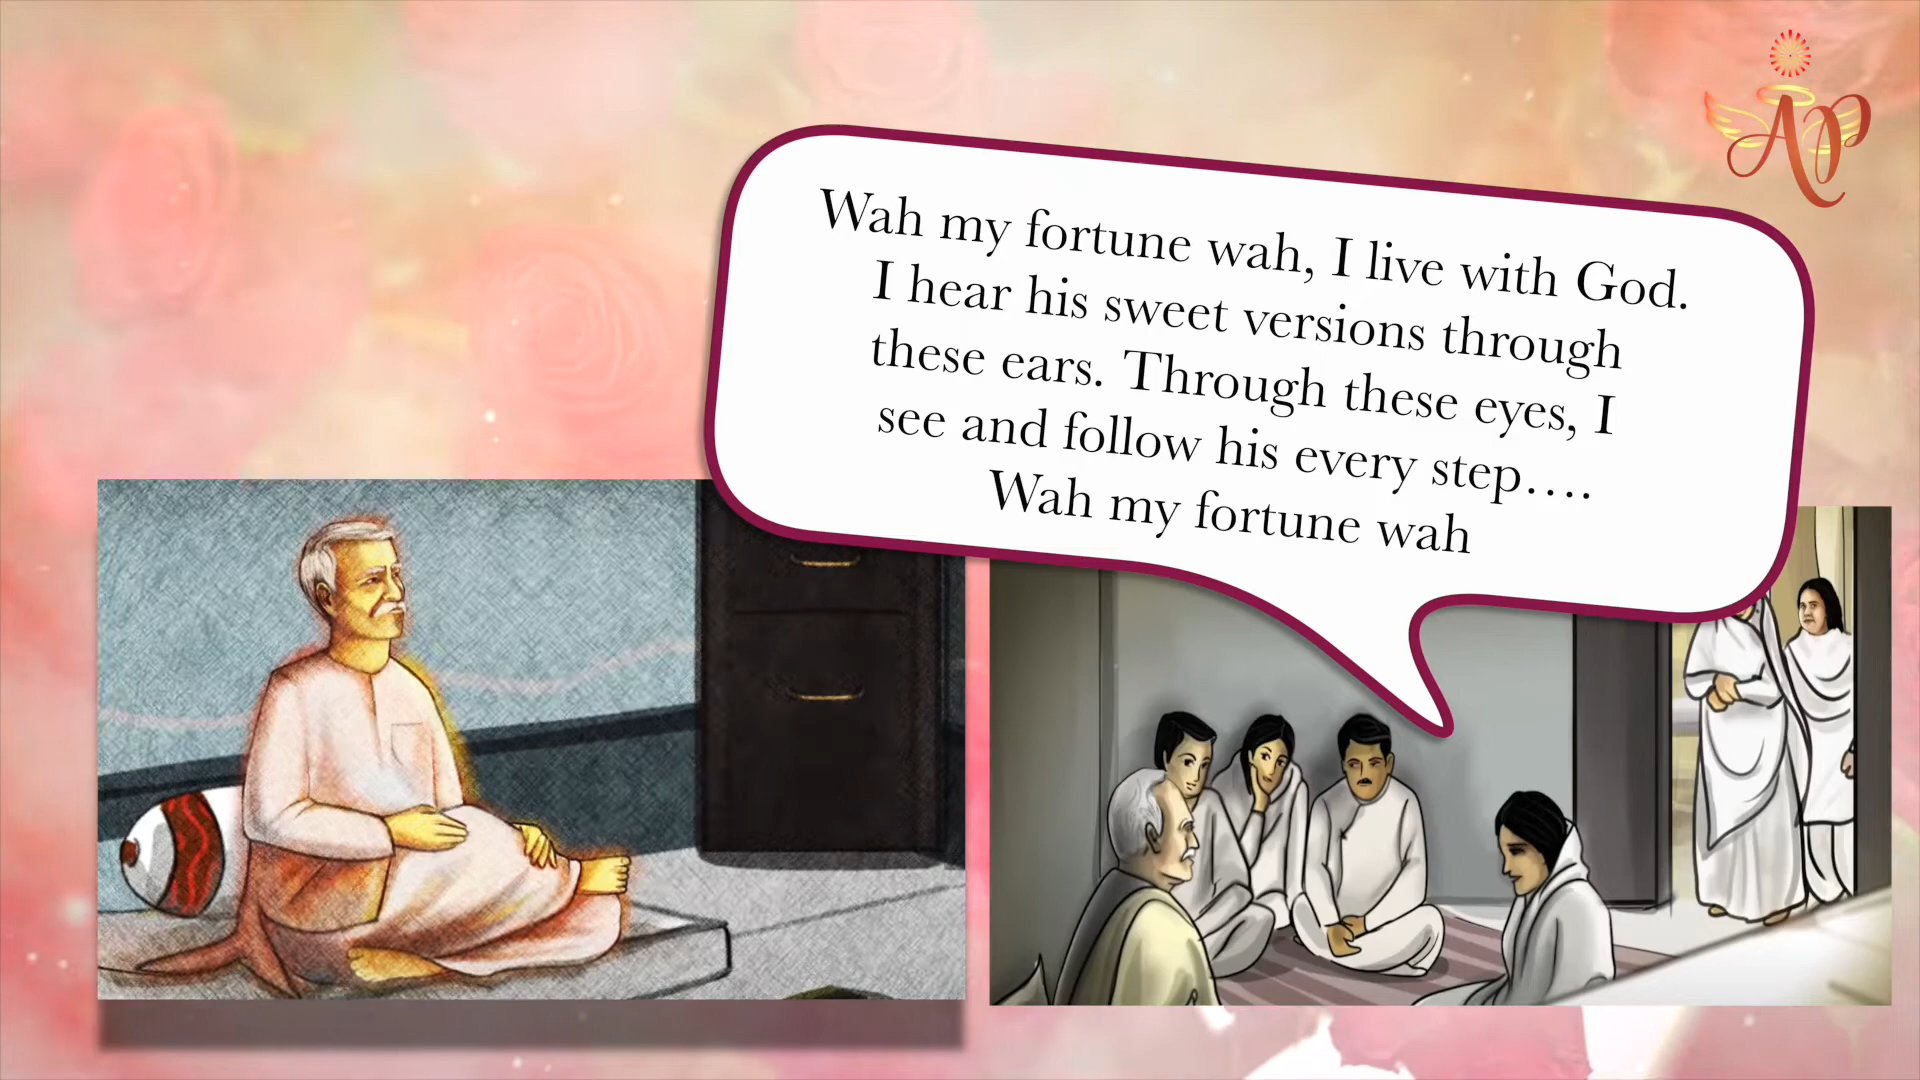 AP
Wah my fortune wah, I live with God.
I hear his sweet versions through
these ears. Through these eyes, I
see and follow his every step....
Wah my fortune wah